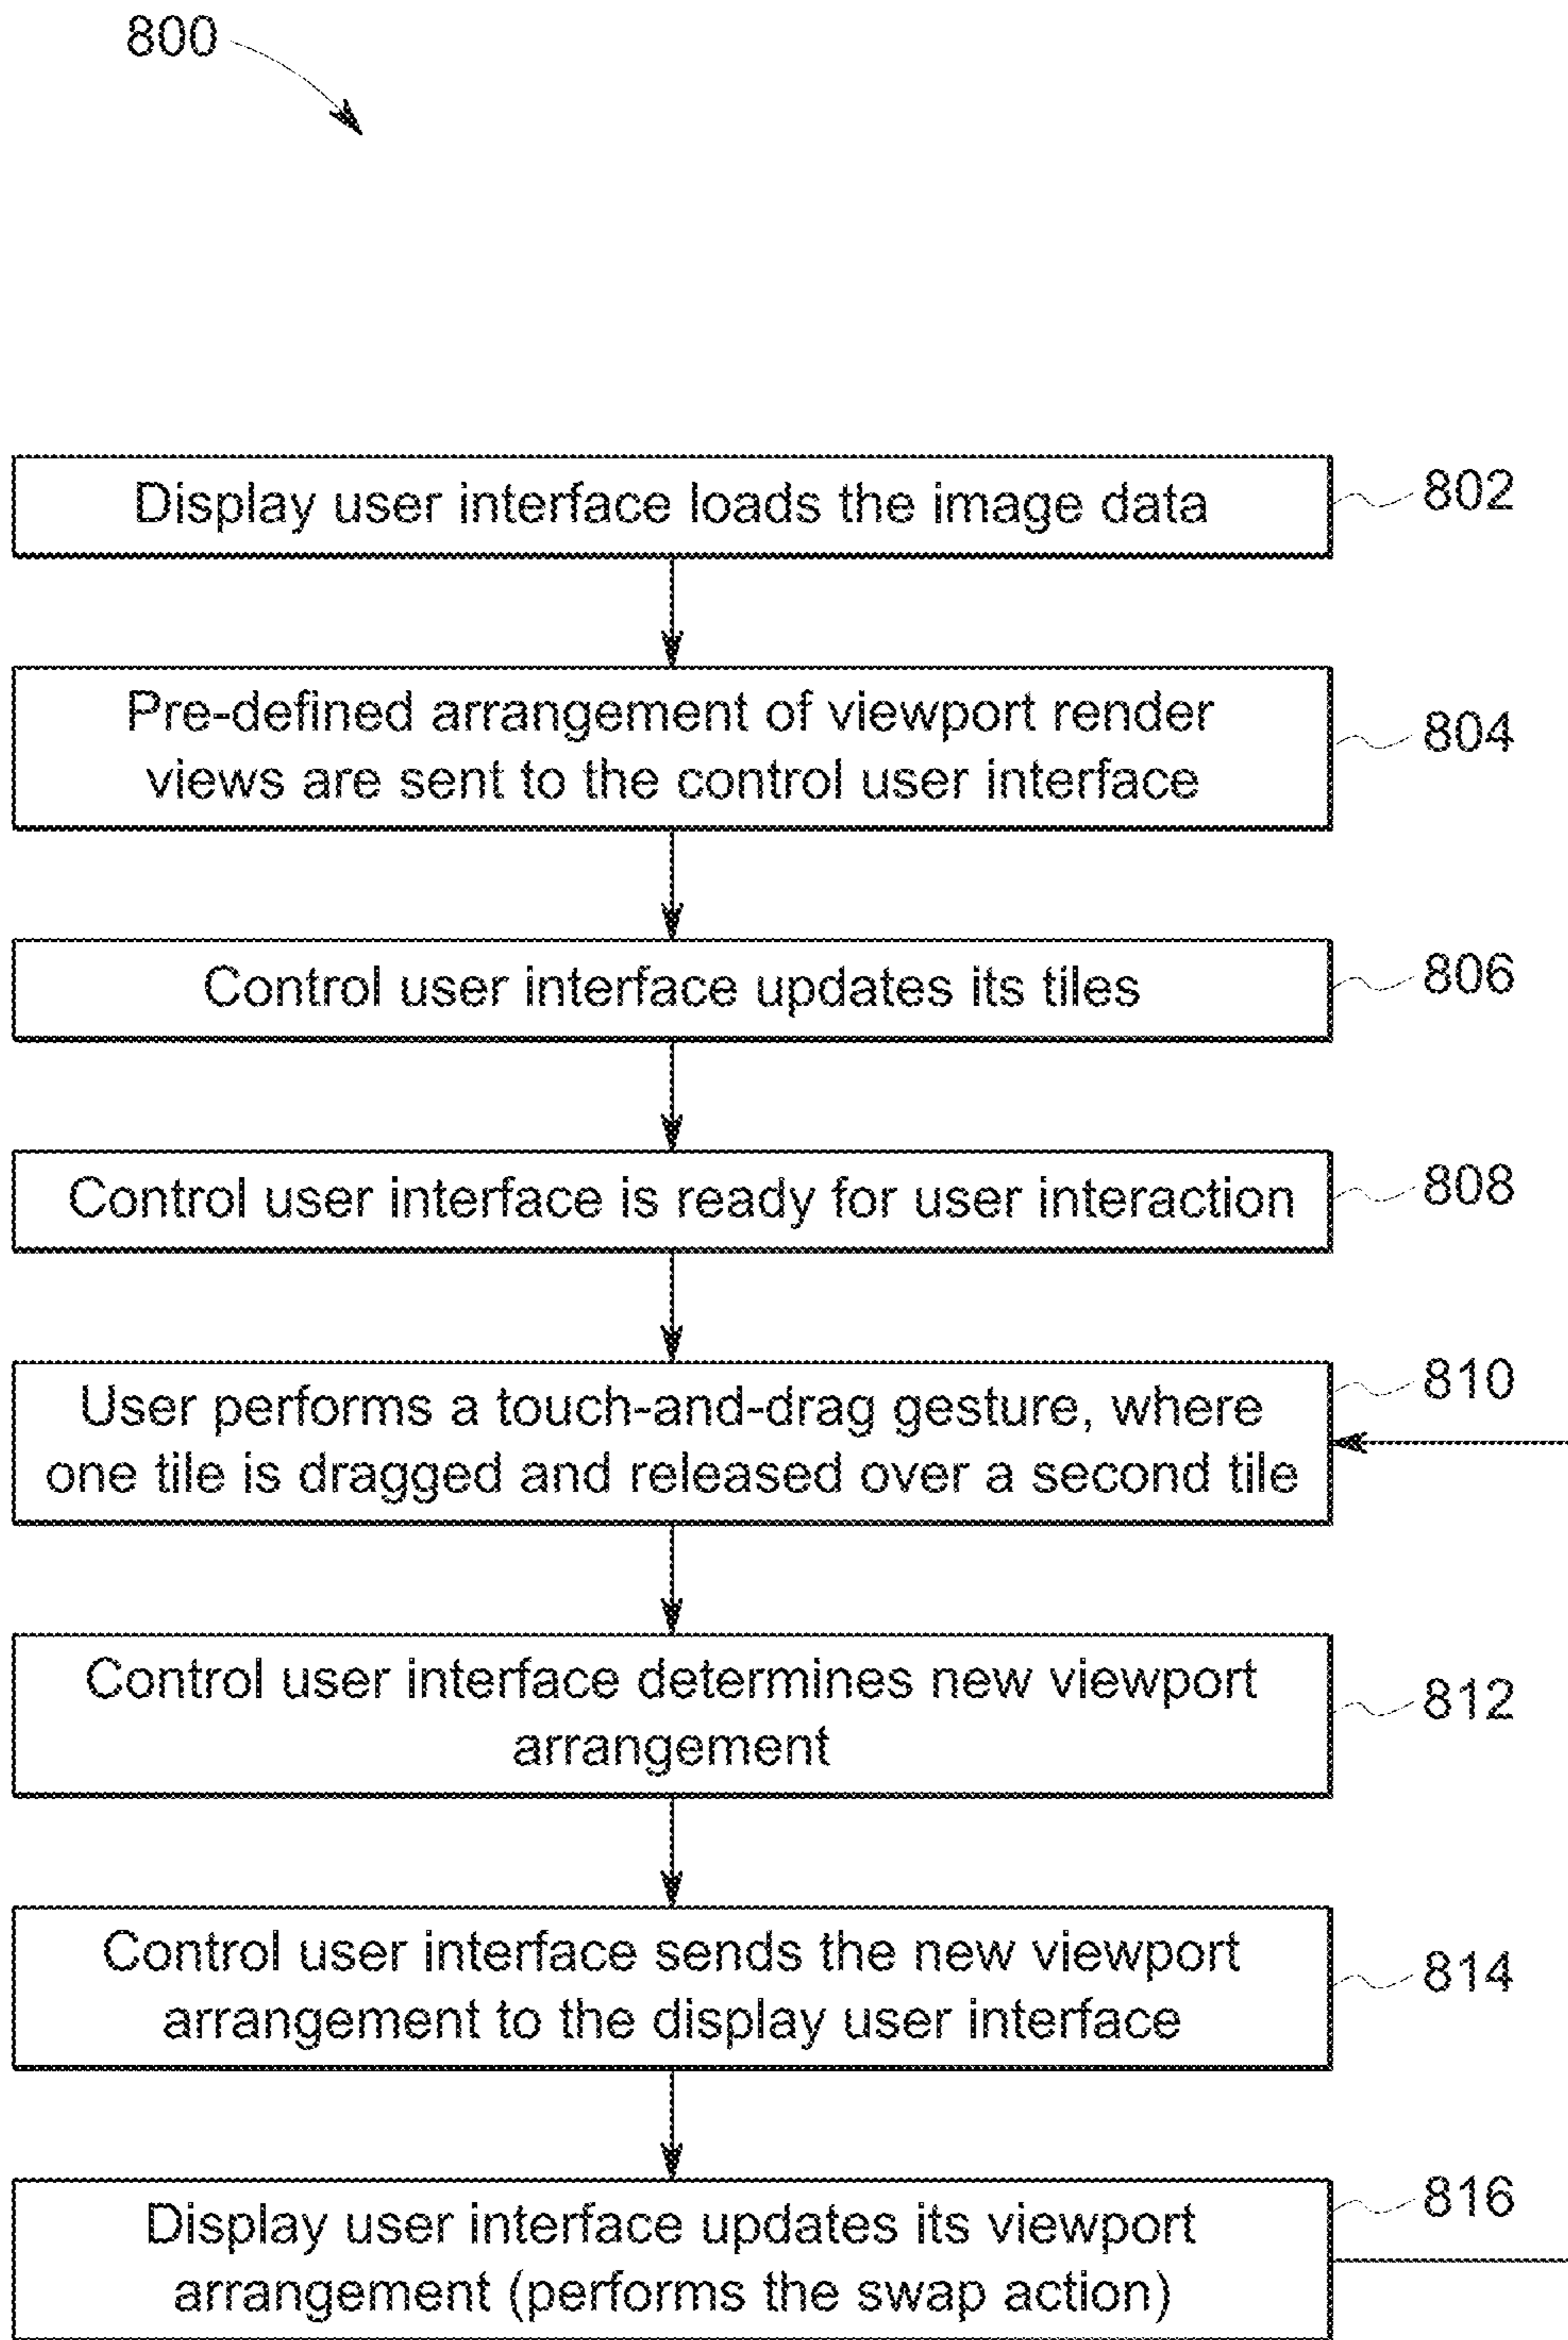 800
Display user interface loads the image data
802
Pre-defined arrangement of viewport render
views are sent to the control user interface
804
Control user interface updates its tiles
806
Control user interface is ready for user interaction
808
User performs a touch-and-drag gesture, where
one tile is dragged and released over a second tile
810
Control user interface determines new viewport
arrangement
812
Control user interface sends the new viewport
arrangement to the display user interface
814
Display user interface updates its viewport
arrangement (performs the swap action)
816